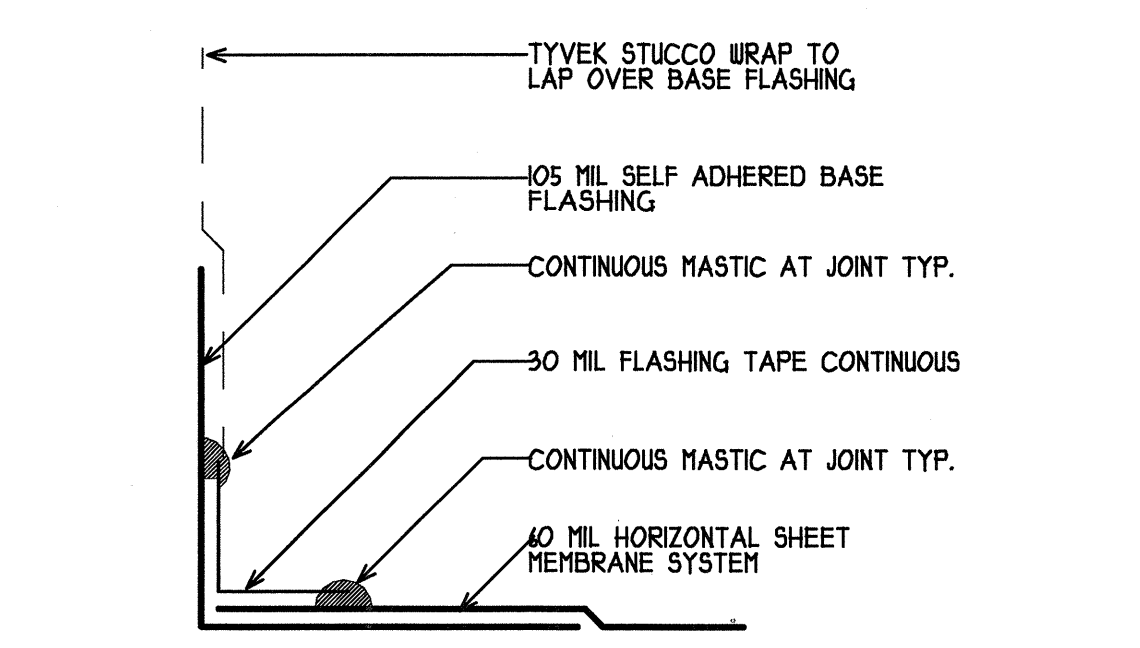 TYVEK STUCCO WRAP TO
LAP OVER BASE FLASHING
105 MIL SELF ADHERED BASE
FLASHING
CONTINUOUS MASTIC AT JOINT TYP.
30 MIL FLASHING TAPE CONTINUOUS
CONTINUOUS MASTIC AT JOINT TYP.
60 MIL HORIZONTAL SHEET
MEMBRANE SYSTEM